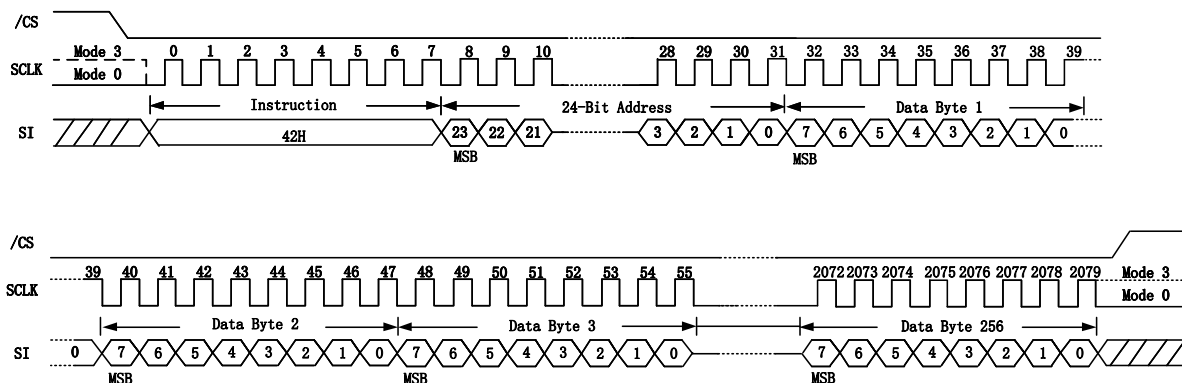 /CS
Mode 3 0 1 2 3 4 5 6 7 8 9 10 28 29 30 31 32 33 34 35 36 37 38 39
SCLK Mode 0
Instruction 24-Bit Address Data Byte 1
SI 42H 23 22 21 3 2 1 0 7 6 5 4 3 2 1 0
MSB MSB
/CS
39 40 41 42 43 44 45 46 47 48 49 50 51 52 53 54 55 2072 2073 2074 2075 2076 2077 2078 2079 Mode 3
SCLK Mode 0
Data Byte 2 Data Byte 3 Data Byte 256
SI 0 7 6 5 4 3 2 1 0 7 6 5 4 3 2 1 0 7 6 5 4 3 2 1 0
MSB MSB MSB